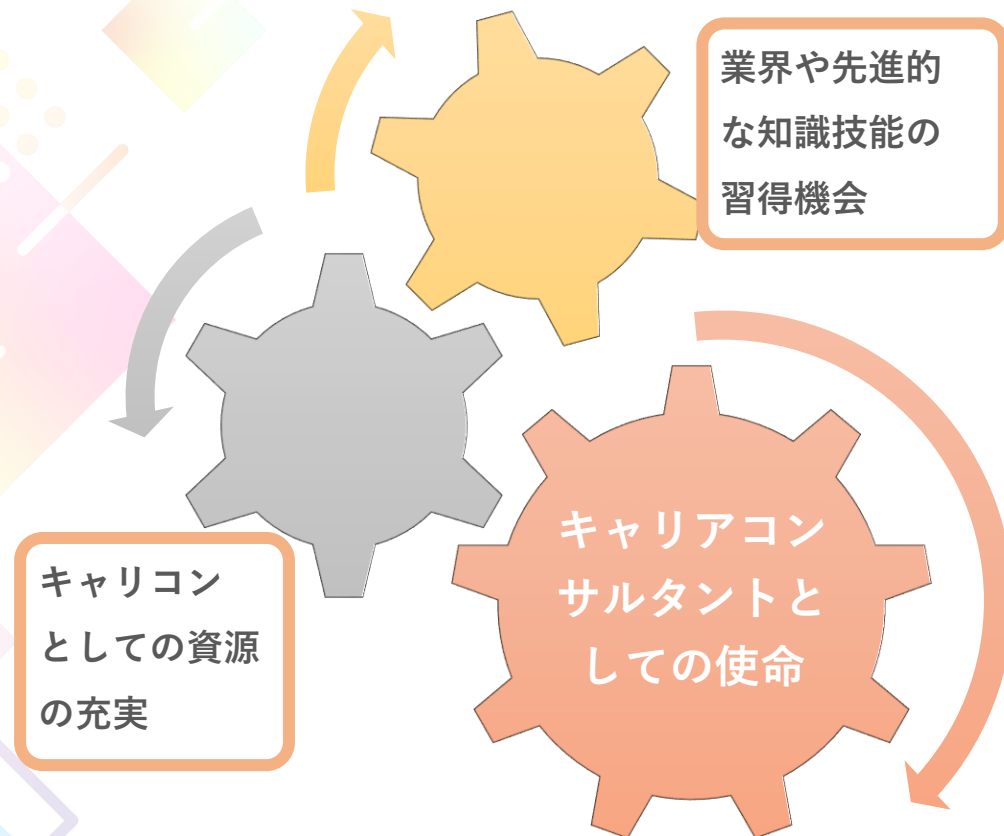 業界や先進的
な知識技能の
習得機会
キャリコン
としての資源
の充実
キャリアコン
サルタントと
しての使命